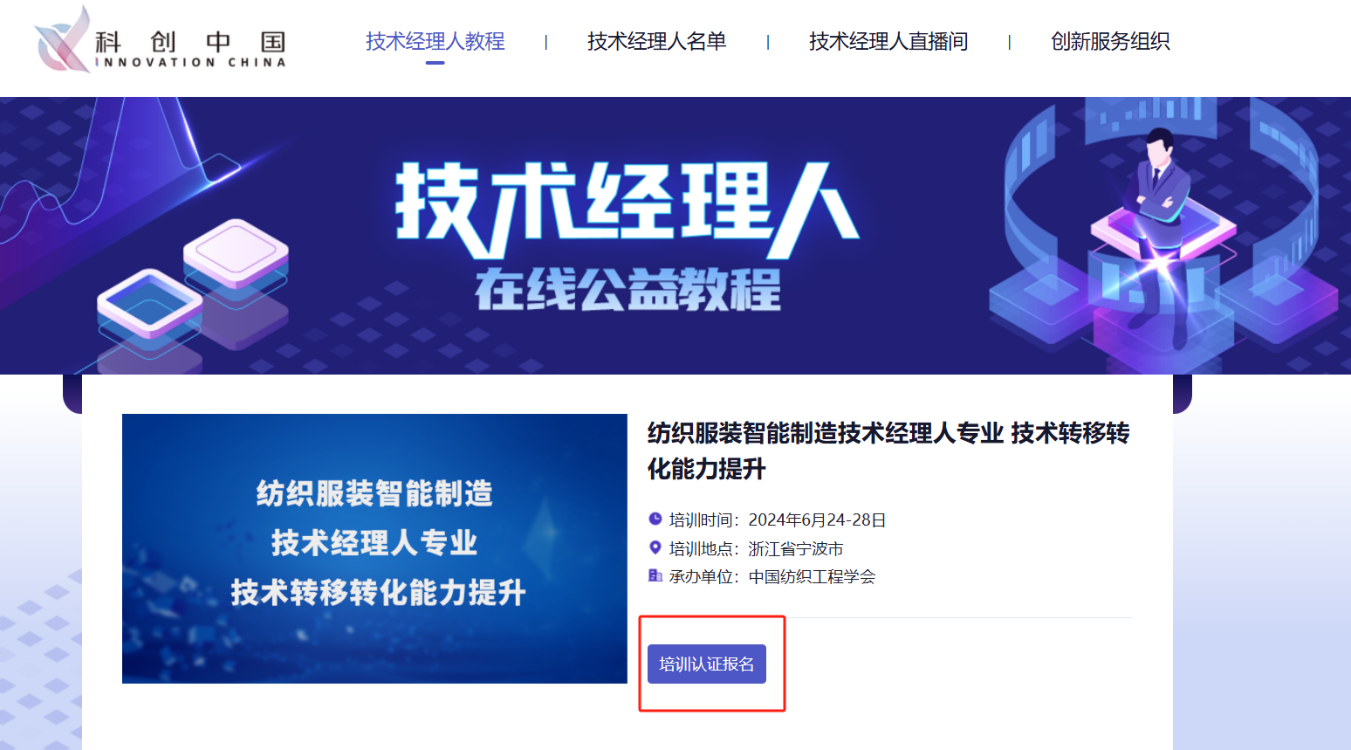 科创中国
INNOVATION CHINA
技术经理人教程 | 技术经理人名单 | 技术经理人直播间 | 创新服务组织
技术经理人
在线公益教程
纺织服装智能制造
技术经理人专业
技术转移转化能力提升
纺织服装智能制造技术经理人专业 技术转移转
化能力提升
培训时间：2024年6月24-28日
培训地点：浙江省宁波市
承办单位：中国纺织工程学会
培训认证报名